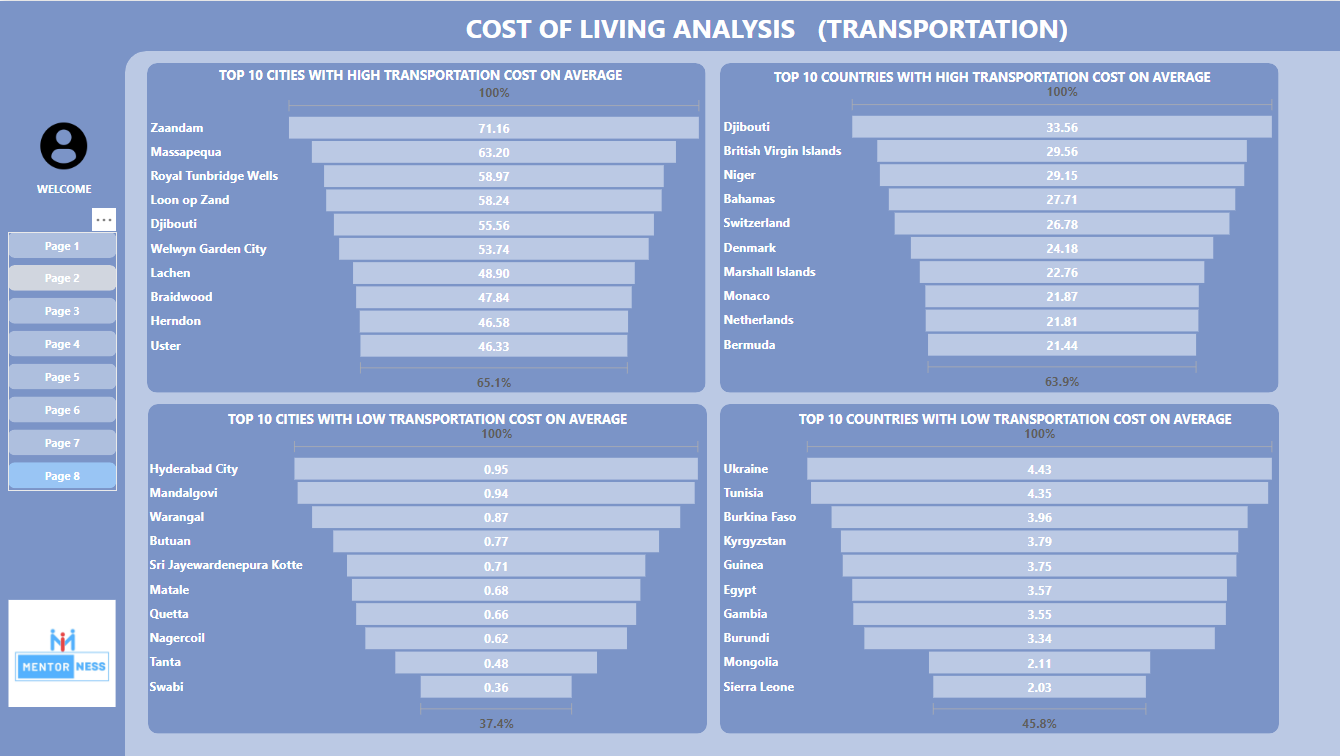 COST OF LIVING ANALYSIS (TRANSPORTATION)
WELCOME
...
Page 1
Page 2
Page 3
Page 4
Page 5
Page 6
Page 7
Page 8
MENTORNESS
TOP 10 CITIES WITH HIGH TRANSPORTATION COST ON AVERAGE
100%
Zaandam 71.16
Massapequa 63.20
Royal Tunbridge Wells 58.97
Loon op Zand 58.24
Djibouti 55.56
Welwyn Garden City 53.74
Lachen 48.90
Braidwood 47.84
Herndon 46.58
Uster 46.33
65.1%
TOP 10 COUNTRIES WITH HIGH TRANSPORTATION COST ON AVERAGE
100%
Djibouti 33.56
British Virgin Islands 29.56
Niger 29.15
Bahamas 27.71
Switzerland 26.78
Denmark 24.18
Marshall Islands 22.76
Monaco 21.87
Netherlands 21.81
Bermuda 21.44
63.9%
TOP 10 CITIES WITH LOW TRANSPORTATION COST ON AVERAGE
100%
Hyderabad City 0.95
Mandalgovi 0.94
Warangal 0.87
Butuan 0.77
Sri Jayewardenepura Kotte 0.71
Matale 0.68
Quetta 0.66
Nagercoil 0.62
Tanta 0.48
Swabi 0.36
37.4%
TOP 10 COUNTRIES WITH LOW TRANSPORTATION COST ON AVERAGE
100%
Ukraine 4.43
Tunisia 4.35
Burkina Faso 3.96
Kyrgyzstan 3.79
Guinea 3.75
Egypt 3.57
Gambia 3.55
Burundi 3.34
Mongolia 2.11
Sierra Leone 2.03
45.8%